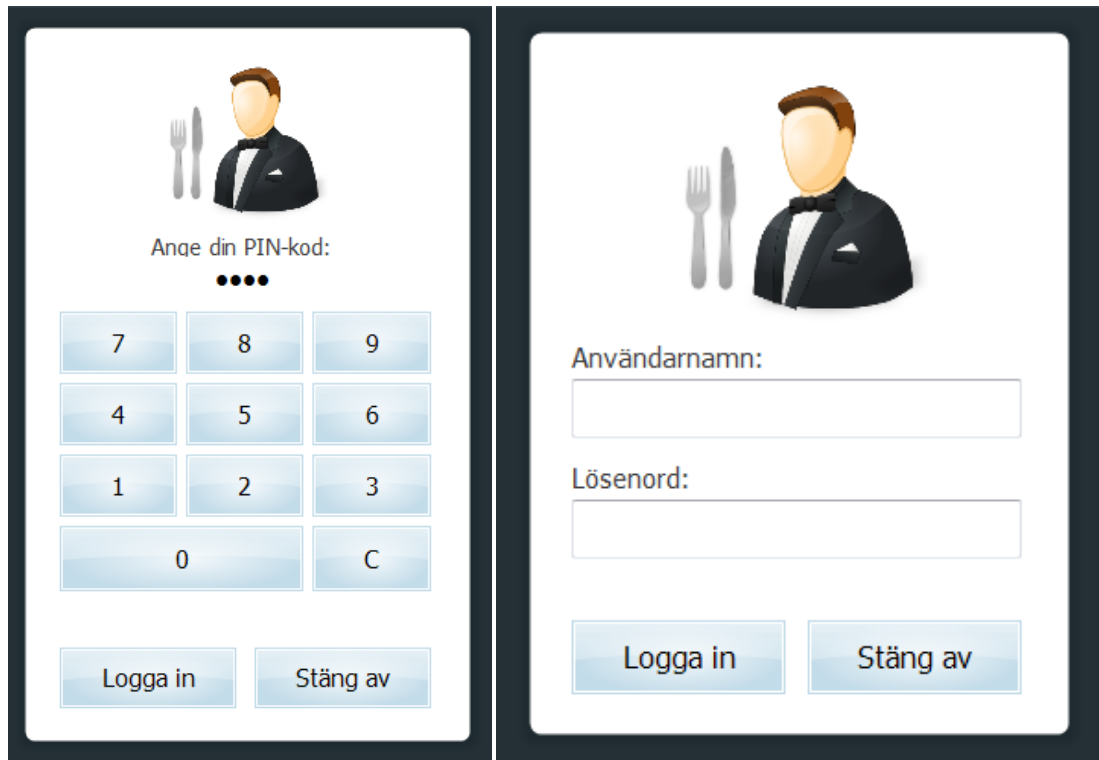 Ange din PIN-kod:
••••
7 8 9
4 5 6
1 2 3
0 C
Logga in Stäng av
Användarnamn:
Lösenord:
Logga in Stäng av